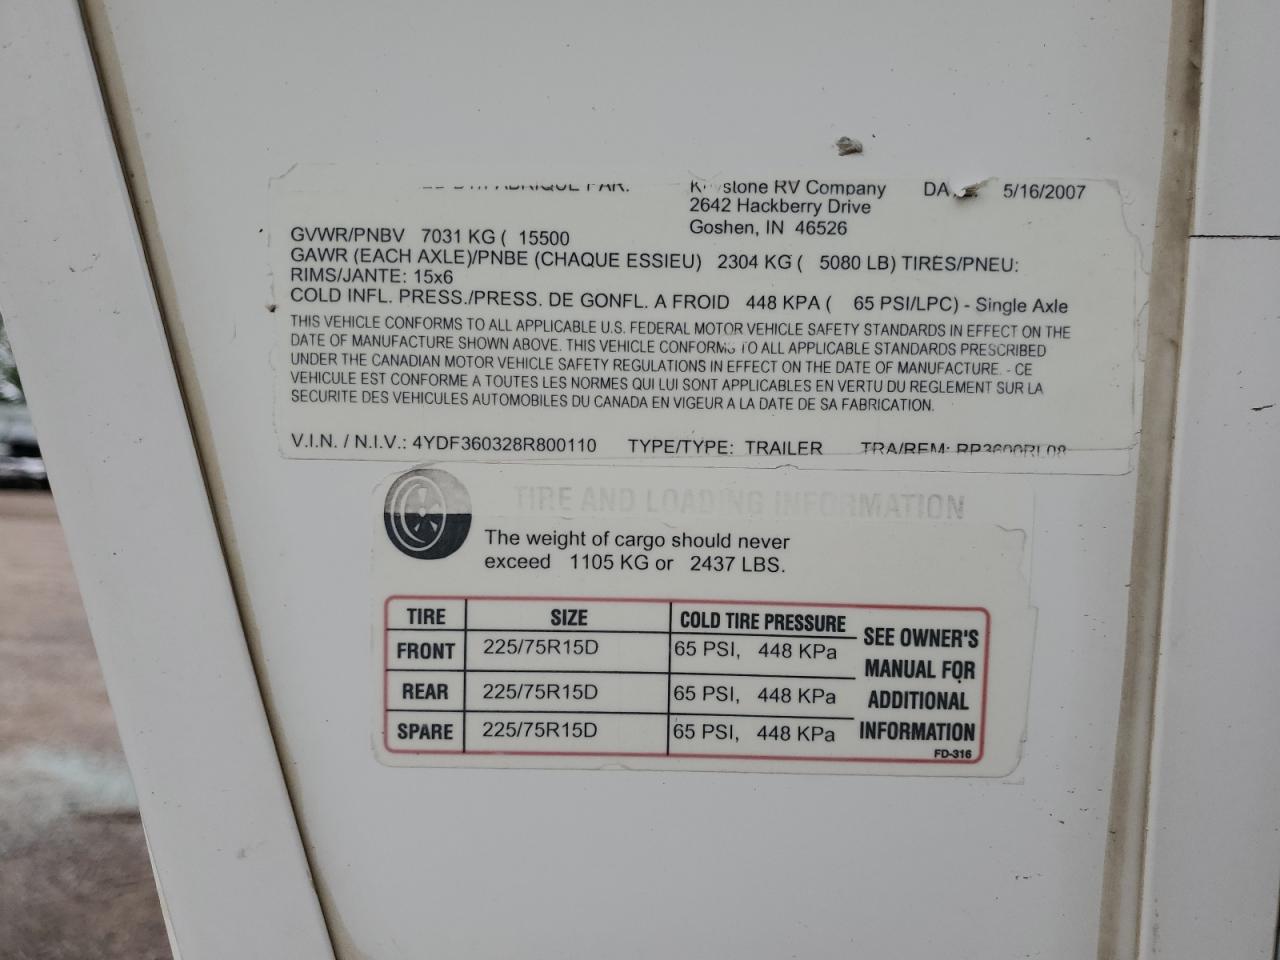 FABRIQUE PAR: Keystone RV Company DATE: 5/16/2007
2642 Hackberry Drive
Goshen, IN 46526
GVWR/PNBV 7031 KG ( 15500
GAWR (EACH AXLE)/PNBE (CHAQUE ESSIEU) 2304 KG ( 5080 LB) TIRES/PNEU:
RIMS/JANTE: 15x6
COLD INFL. PRESS./PRESS. DE GONFL. A FROID 448 KPA ( 65 PSI/LPC) - Single Axle
THIS VEHICLE CONFORMS TO ALL APPLICABLE U.S. FEDERAL MOTOR VEHICLE SAFETY STANDARDS IN EFFECT ON THE
DATE OF MANUFACTURE SHOWN ABOVE. THIS VEHICLE CONFORMS TO ALL APPLICABLE STANDARDS PRESCRIBED
UNDER THE CANADIAN MOTOR VEHICLE SAFETY REGULATIONS IN EFFECT ON THE DATE OF MANUFACTURE. - CE
VEHICULE EST CONFORME A TOUTES LES NORMES QUI LUI SONT APPLICABLES EN VERTU DU REGLEMENT SUR LA
SECURITE DES VEHICULES AUTOMOBILES DU CANADA EN VIGEUR A LA DATE DE SA FABRICATION.
V.I.N. / N.I.V.: 4YDF360328R800110 TYPE/TYPE: TRAILER TRA/REM: RP3600RL08
TIRE AND LOADING INFORMATION
The weight of cargo should never
exceed 1105 KG or 2437 LBS.
TIRE SIZE COLD TIRE PRESSURE
FRONT 225/75R15D 65 PSI, 448 KPa
REAR 225/75R15D 65 PSI, 448 KPa
SPARE 225/75R15D 65 PSI, 448 KPa
SEE OWNER'S
MANUAL FOR
ADDITIONAL
INFORMATION
FD-316